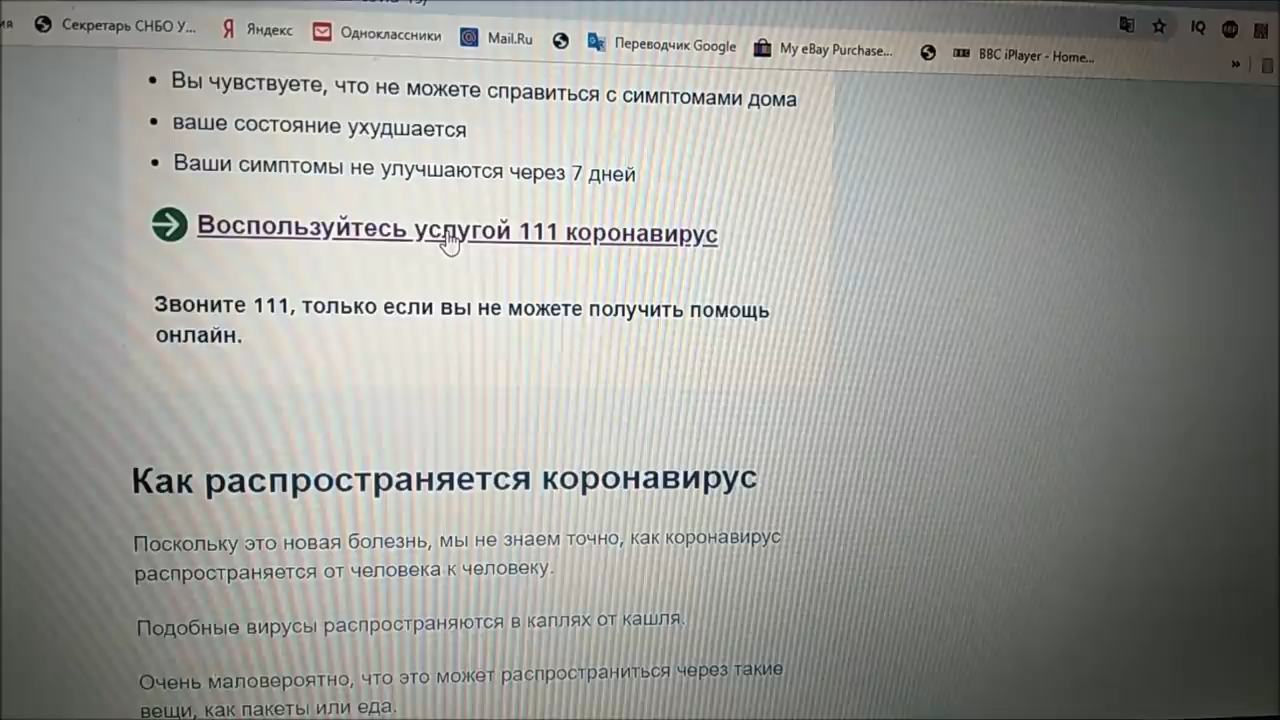 Секретарь СНБО У...
Яндекс
Одноклассники
Mail.Ru
Переводчик Google
My eBay Purchase...
BBC iPlayer - Home...
IQ
»
• Вы чувствуете, что не можете справиться с симптомами дома
• ваше состояние ухудшается
• Ваши симптомы не улучшаются через 7 дней
Воспользуйтесь услугой 111 коронавирус
Звоните 111, только если вы не можете получить помощь
онлайн.
Как распространяется коронавирус
Поскольку это новая болезнь, мы не знаем точно, как коронавирус
распространяется от человека к человеку.
Подобные вирусы распространяются в каплях от кашля.
Очень маловероятно, что это может распространиться через такие
вещи, как пакеты или еда.